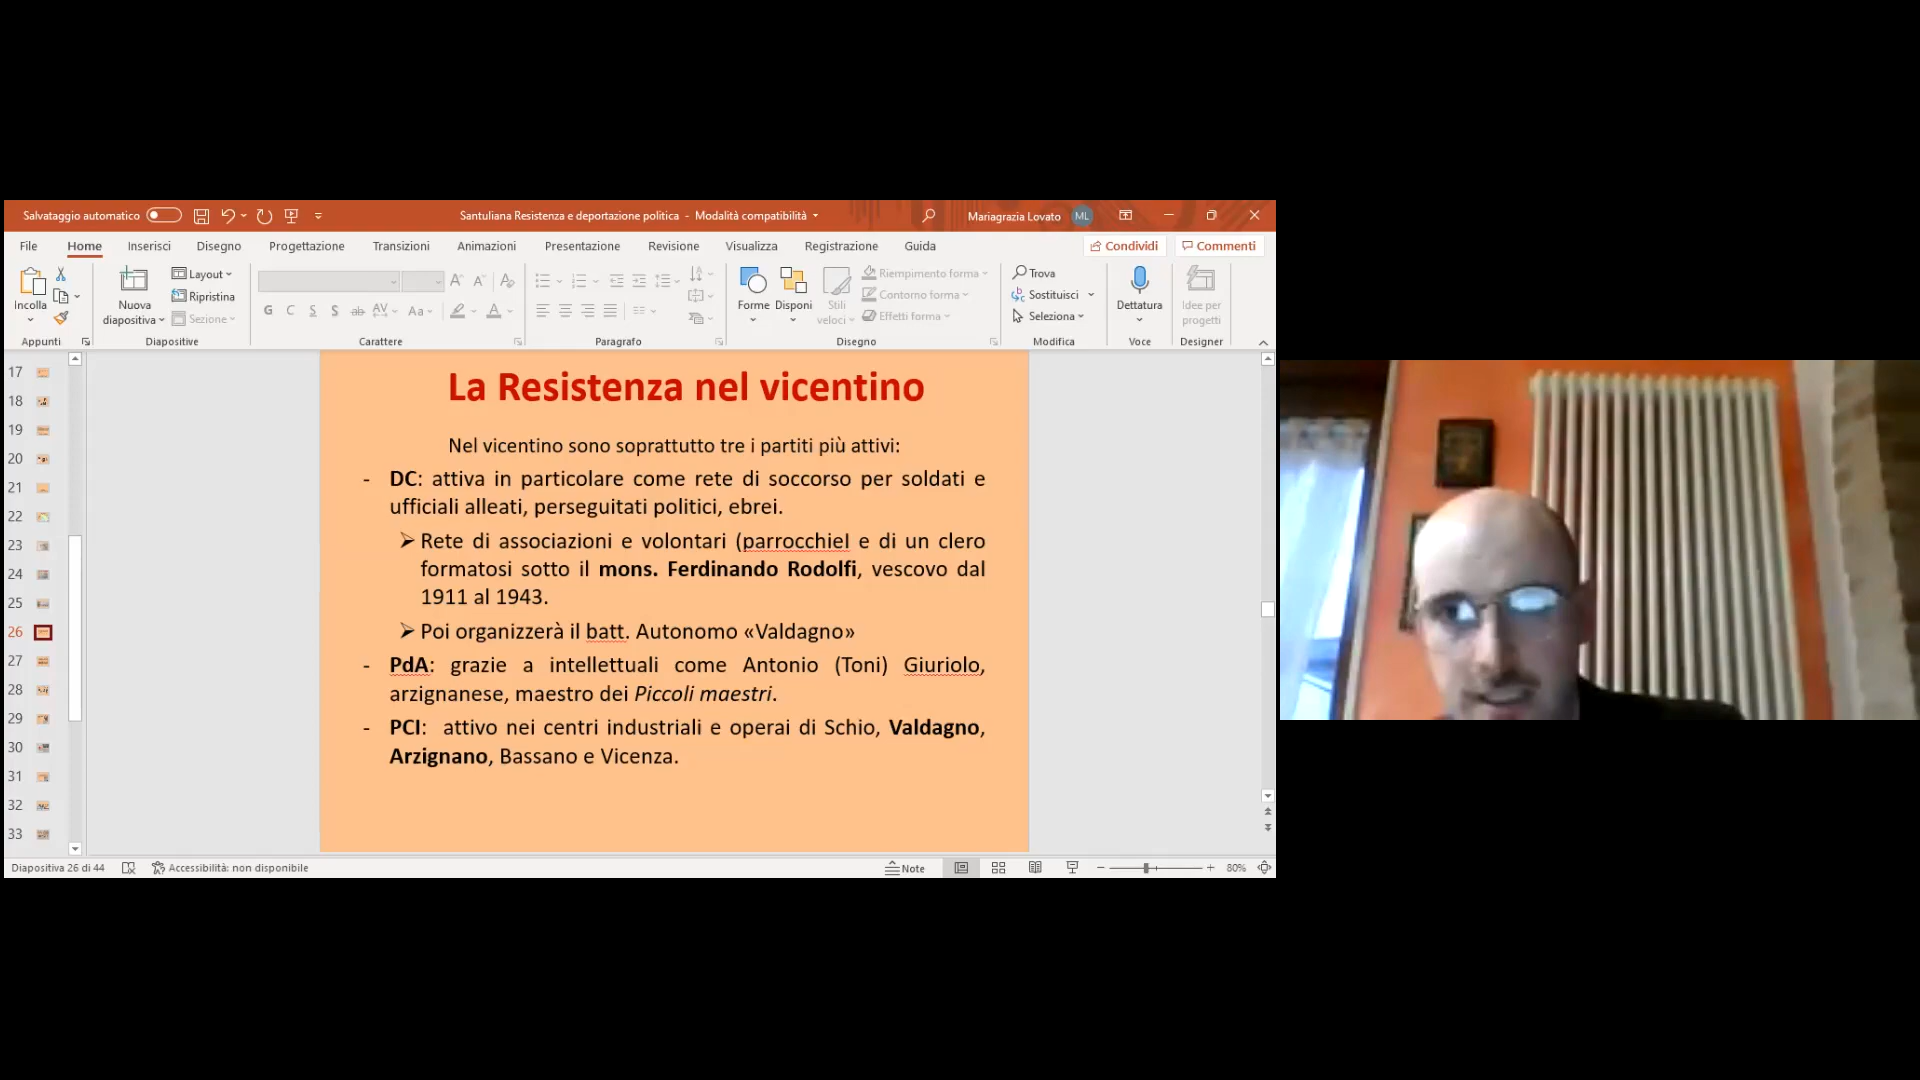 Salvataggio automatico
Santuliana Resistenza e deportazione politica - Modalità compatibilità
Mariagrazia Lovato ML
File Home Inserisci Disegno Progettazione Transizioni Animazioni Presentazione Revisione Visualizza Registrazione Guida Condividi Commenti
Incolla
Appunti
Nuova
diapositiva
Layout
Ripristina
Sezione
Diapositive
G C S S ab AV Aa A
Carattere
Paragrafo
Forme
Disponi
Stili
veloci
Riempimento forma
Contorno forma
Effetti forma
Disegno
Trova
Sostituisci
Seleziona
Modifica
Dettatura
Voce
Idee per
progetti
Designer
17
18
19
20
21
22
23
24
25
26
27
28
29
30
31
32
33
La Resistenza nel vicentino
Nel vicentino sono soprattutto tre i partiti più attivi:
- DC: attiva in particolare come rete di soccorso per soldati e
ufficiali alleati, perseguitati politici, ebrei.
➢ Rete di associazioni e volontari (parrocchieI e di un clero
formatosi sotto il mons. Ferdinando Rodolfi, vescovo dal
1911 al 1943.
➢ Poi organizzerà il batt. Autonomo «Valdagno»
- PdA: grazie a intellettuali come Antonio (Toni) Giuriolo,
arzignanese, maestro dei Piccoli maestri.
- PCI: attivo nei centri industriali e operai di Schio, Valdagno,
Arzignano, Bassano e Vicenza.
Diapositiva 26 di 44
Accessibilità: non disponibile
Note
80%